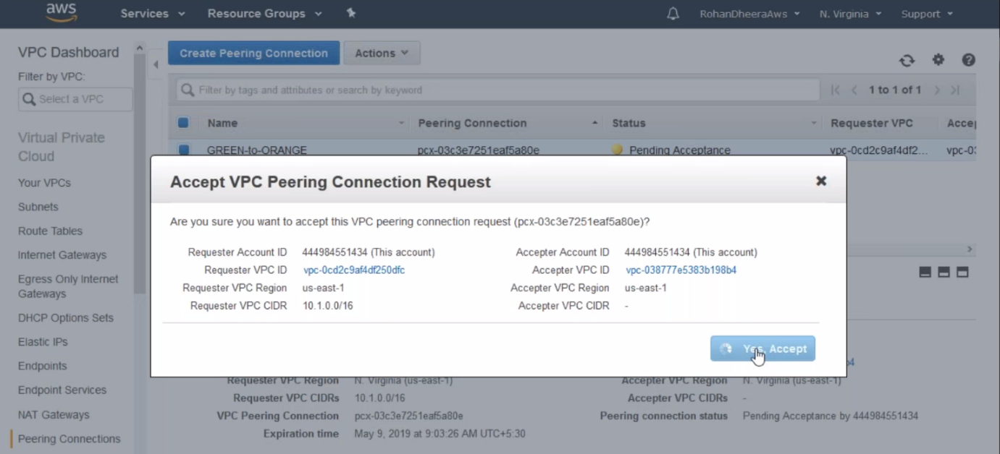 aws Services Resource Groups RohanDheeraAws N. Virginia Support
VPC Dashboard
Filter by VPC:
Select a VPC
Virtual Private
Cloud
Your VPCs
Subnets
Route Tables
Internet Gateways
Egress Only Internet
Gateways
DHCP Options Sets
Elastic IPs
Endpoints
Endpoint Services
NAT Gateways
Peering Connections
Create Peering Connection Actions
Filter by tags and attributes or search by keyword 1 to 1 of 1
Name Peering Connection Status Requester VPC
GREEN-to-ORANGE pcx-03c3e7251eaf5a80e Pending Acceptance vpc-0cd2c9af4df2...
Accept VPC Peering Connection Request
Are you sure you want to accept this VPC peering connection request (pcx-03c3e7251eaf5a80e)?
Requester Account ID 444984551434 (This account) Accepter Account ID 444984551434 (This account)
Requester VPC ID vpc-0cd2c9af4df250dfc Accepter VPC ID vpc-038777e5383b198b4
Requester VPC Region us-east-1 Accepter VPC Region us-east-1
Requester VPC CIDR 10.1.0.0/16 Accepter VPC CIDR -
Yes, Accept
Requester VPC Region N. Virginia (us-east-1) Accepter VPC Region N. Virginia (us-east-1)
Requester VPC CIDRs 10.1.0.0/16 Accepter VPC CIDRs -
VPC Peering Connection pcx-03c3e7251eaf5a80e Peering connection status Pending Acceptance by 444984551434
Expiration time May 9, 2019 at 9:03:26 AM UTC+5:30